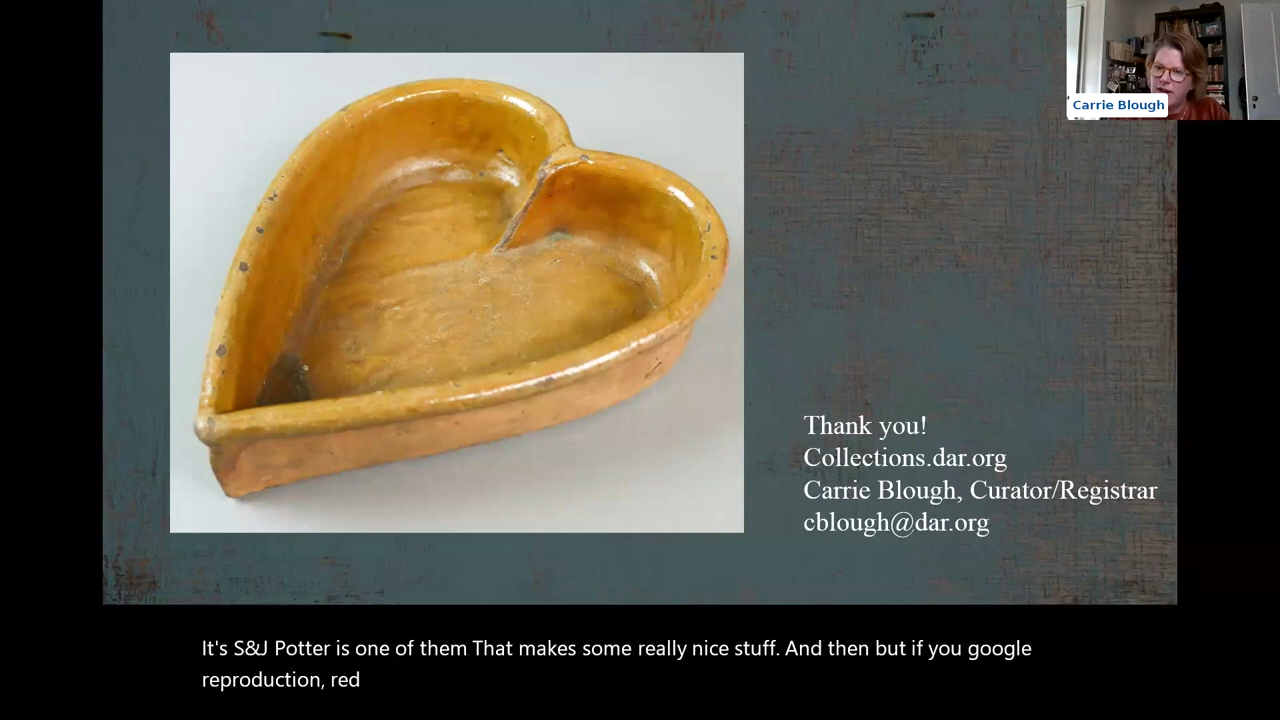 Carrie Blough
Thank you!
Collections.dar.org
Carrie Blough, Curator/Registrar
cblough@dar.org
It's S&J Potter is one of them That makes some really nice stuff. And then but if you google
reproduction, red